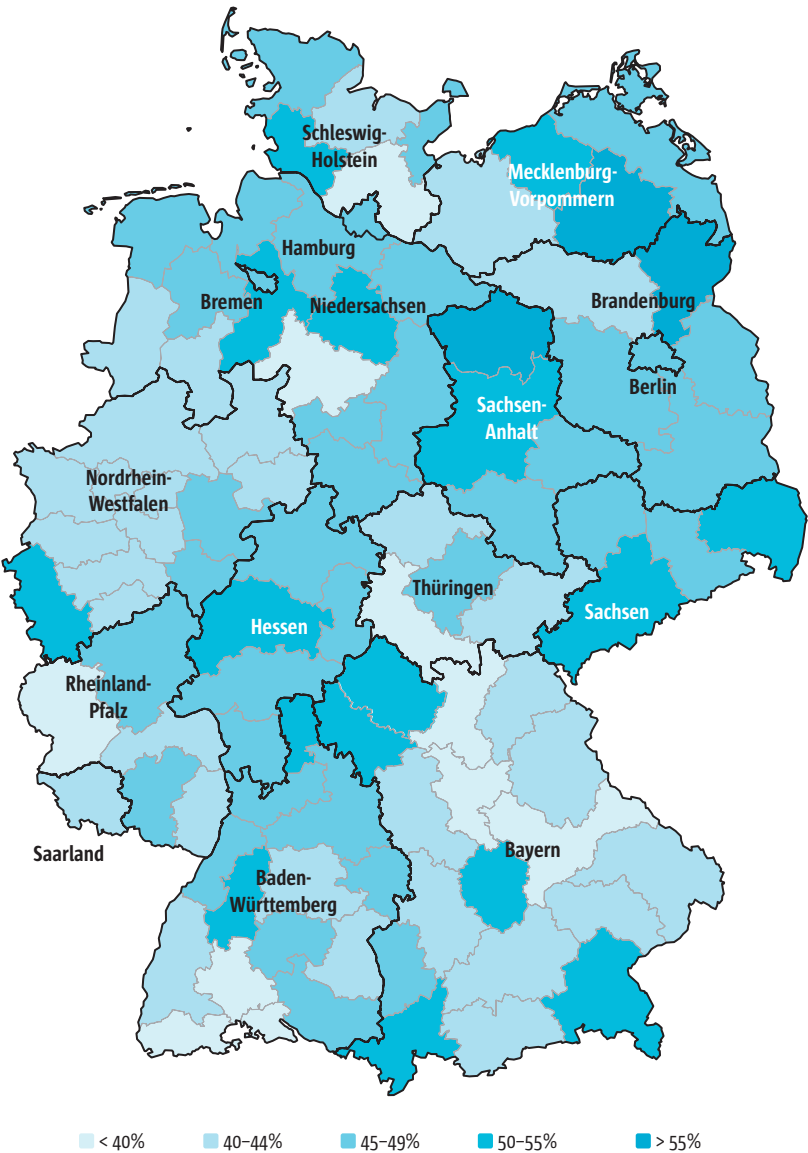 Schleswig-
Holstein
Mecklenburg-
Vorpommern
Hamburg
Bremen
Niedersachsen
Brandenburg
Berlin
Sachsen-
Anhalt
Nordrhein-
Westfalen
Thüringen
Sachsen
Hessen
Rheinland-
Pfalz
Saarland
Bayern
Baden-
Württemberg
< 40%
40–44%
45–49%
50–55%
> 55%